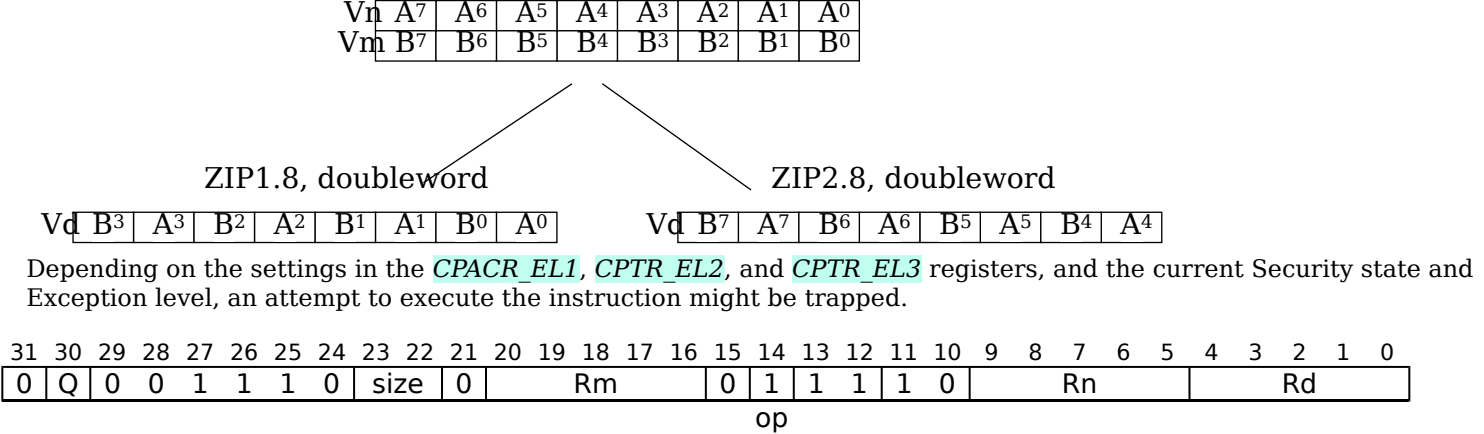 Vn A7 A6 A5 A4 A3 A2 A1 A0
Vm B7 B6 B5 B4 B3 B2 B1 B0
ZIP1.8, doubleword ZIP2.8, doubleword
Vd B3 A3 B2 A2 B1 A1 B0 A0 Vd B7 A7 B6 A6 B5 A5 B4 A4
Depending on the settings in the CPACR_EL1, CPTR_EL2, and CPTR_EL3 registers, and the current Security state and
Exception level, an attempt to execute the instruction might be trapped.
31 30 29 28 27 26 25 24 23 22 21 20 19 18 17 16 15 14 13 12 11 10 9 8 7 6 5 4 3 2 1 0
0 Q 0 0 1 1 1 0 size 0 Rm 0 1 1 1 1 0 Rn Rd
op